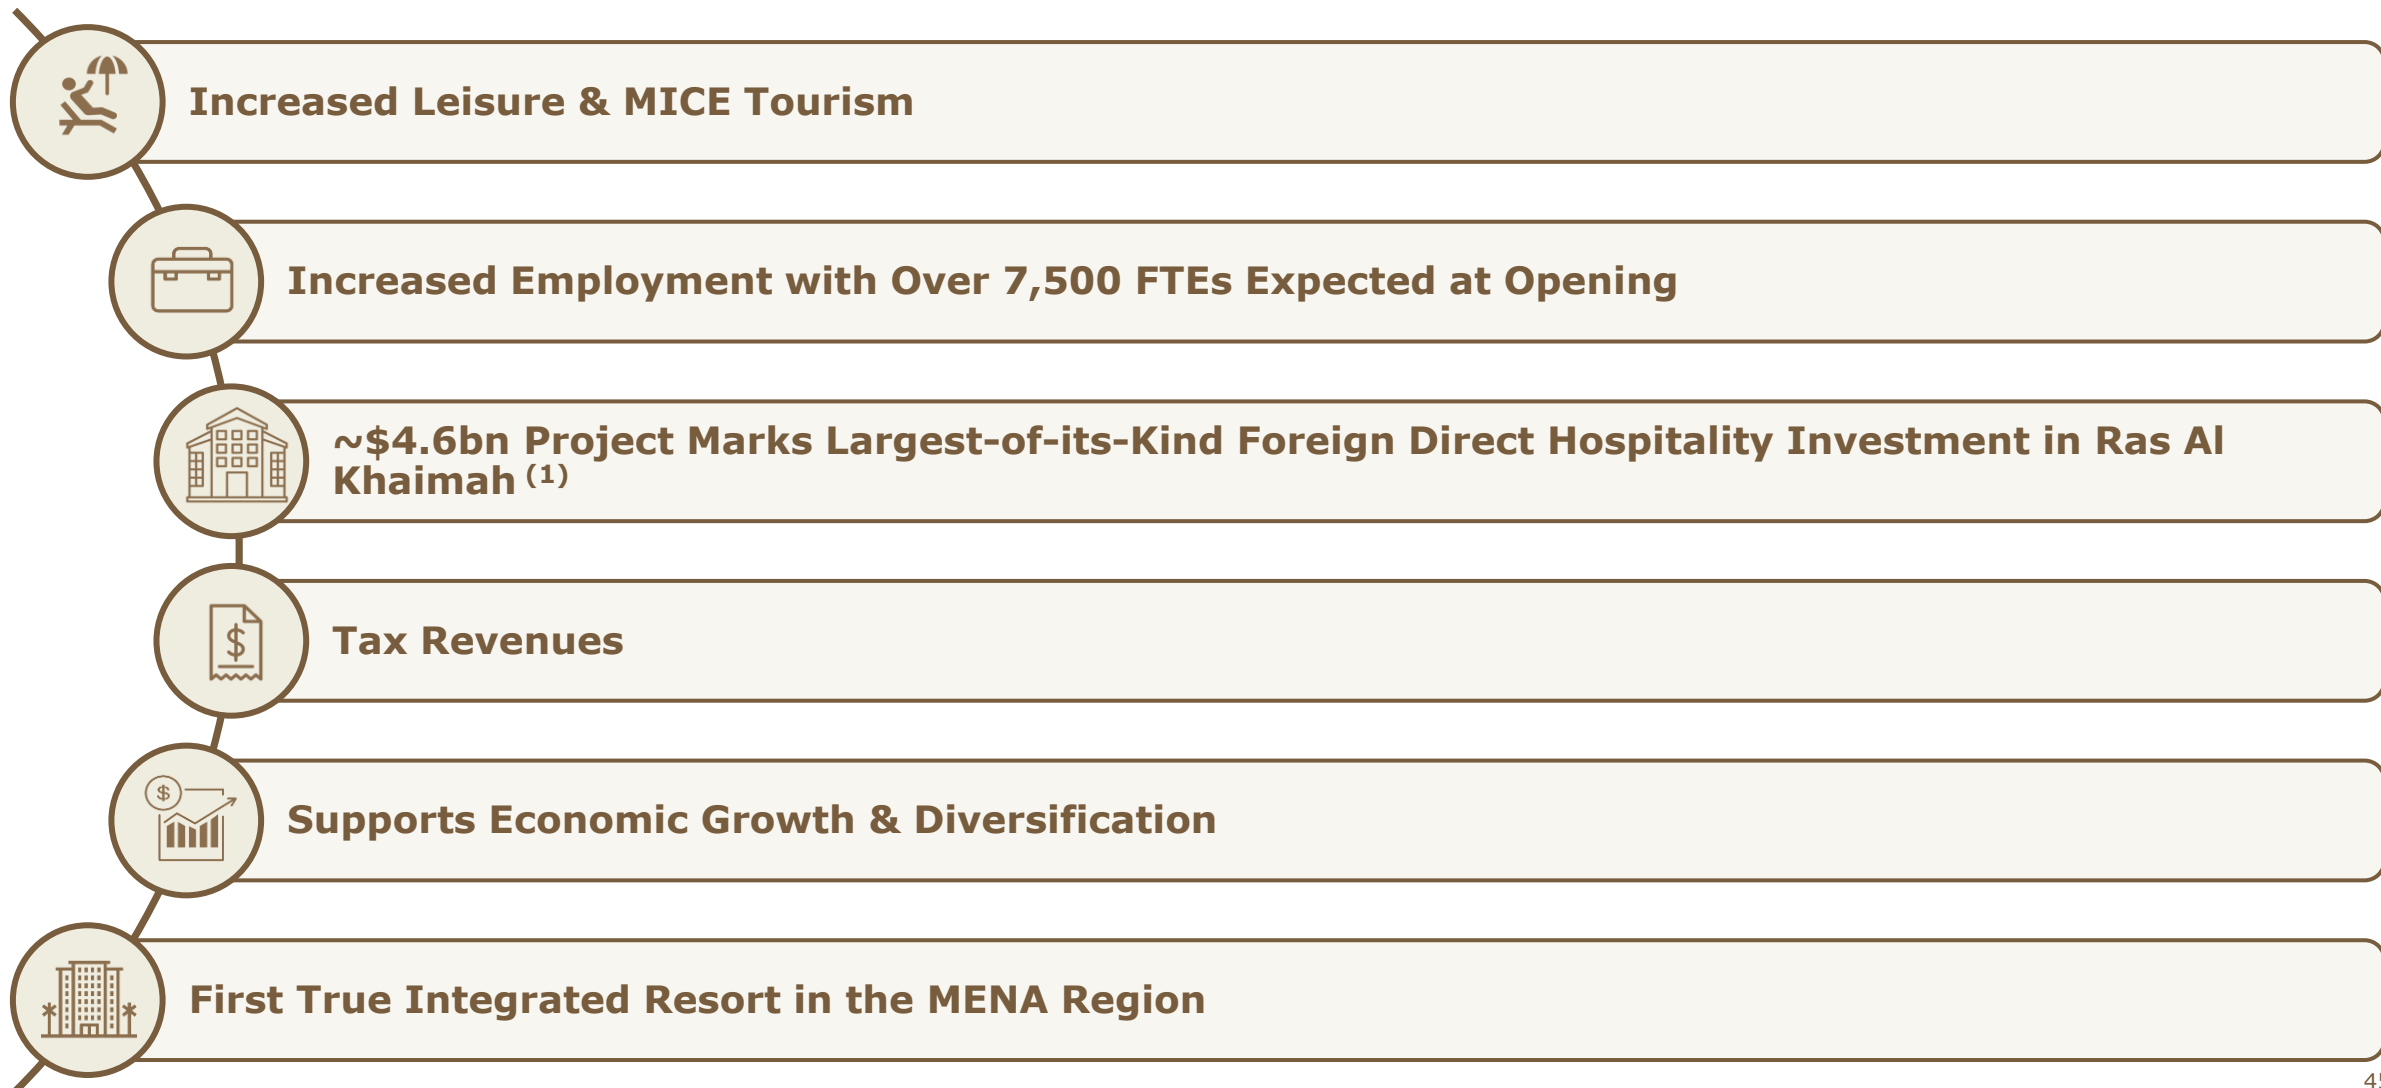 Increased Leisure & MICE Tourism
Increased Employment with Over 7,500 FTEs Expected at Opening
~$4.6bn Project Marks Largest-of-its-Kind Foreign Direct Hospitality Investment in Ras Al
Khaimah (1)
$
Tax Revenues
$
Supports Economic Growth & Diversification
First True Integrated Resort in the MENA Region